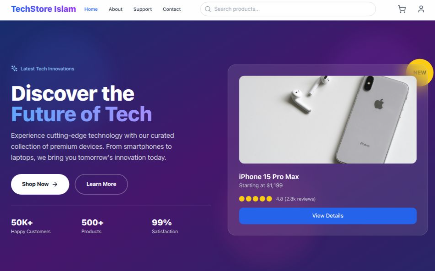 TechStore Islam
Home About Support Contact
Search products...
Latest Tech Innovations
Discover the
Future of Tech
Experience cutting-edge technology with our curated
collection of premium devices. From smartphones to
laptops, we bring you tomorrow's innovation today.
Shop Now → Learn More
50K+ 500+ 99%
Happy Customers Products Satisfaction
iPhone 15 Pro Max
Starting at $1,199
4.8 (2.8k reviews)
View Details